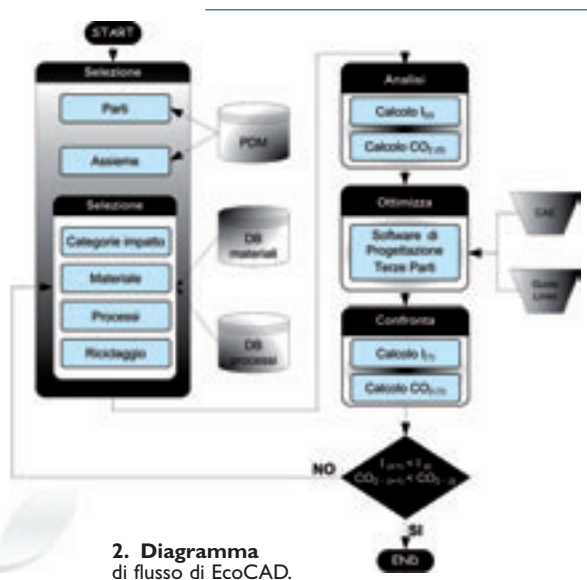 START
Selezione
Parti
Assieme
PDM
Selezione
Categorie impatto
Materiale
Processi
Riciclaggio
DB
materiali
DB
processi
Analisi
Calcolo I
Calcolo CO
Ottimizza
Software di
Progettazione
Terze Parti
CAE
Guide
Linee
Confronta
Calcolo I
Calcolo CO
NO
SI
END
2. Diagramma
di flusso di EcoCAD.